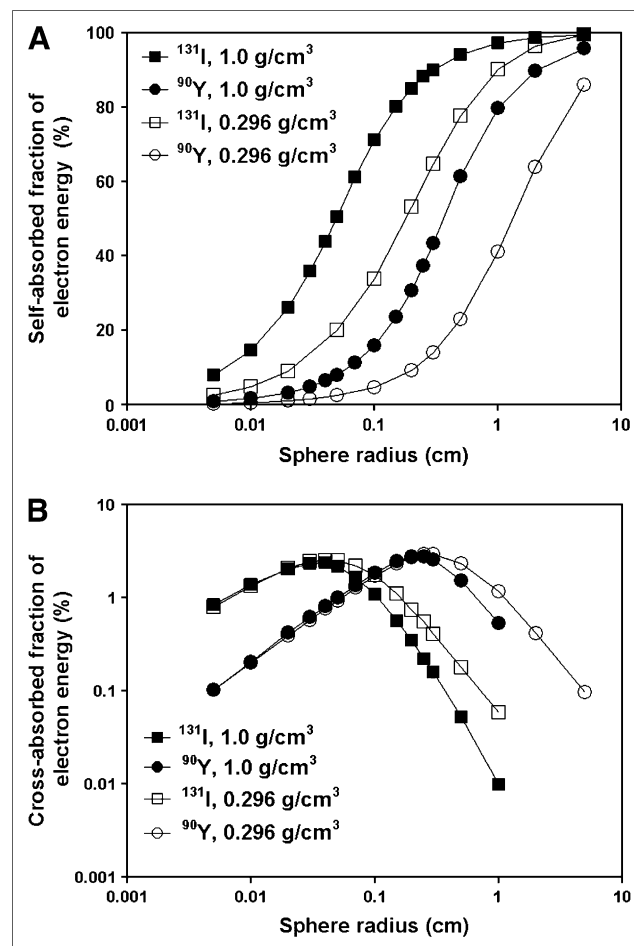 A
100
80
60
40
20
0
Self-absorbed fraction of
electron energy (%)
¹³¹I, 1.0 g/cm³
⁹⁰Y, 1.0 g/cm³
¹³¹I, 0.296 g/cm³
⁹⁰Y, 0.296 g/cm³
0.001 0.01 0.1 1 10
Sphere radius (cm)
B
10
1
0.1
0.01
0.001
Cross-absorbed fraction of
electron energy (%)
¹³¹I, 1.0 g/cm³
⁹⁰Y, 1.0 g/cm³
¹³¹I, 0.296 g/cm³
⁹⁰Y, 0.296 g/cm³
0.001 0.01 0.1 1 10
Sphere radius (cm)